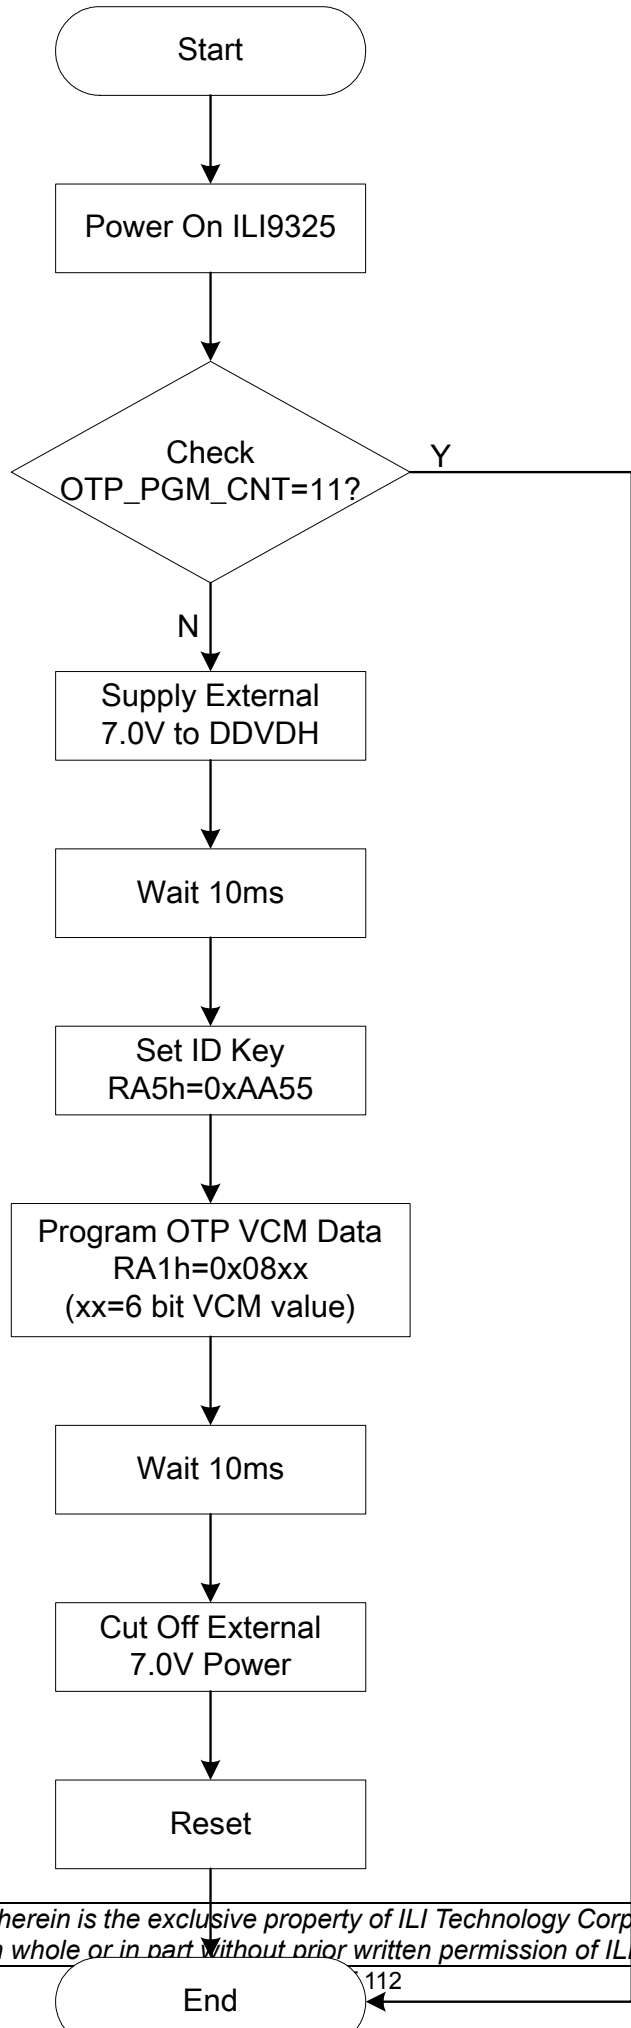 Start
Power On ILI9325
Check
OTP_PGM_CNT=11?
Y
N
Supply External
7.0V to DDVDH
Wait 10ms
Set ID Key
RA5h=0xAA55
Program OTP VCM Data
RA1h=0x08xx
(xx=6 bit VCM value)
Wait 10ms
Cut Off External
7.0V Power
Reset
herein is the exclusive property of ILI Technology Corp
whole or in part without prior written permission of ILI
112
End